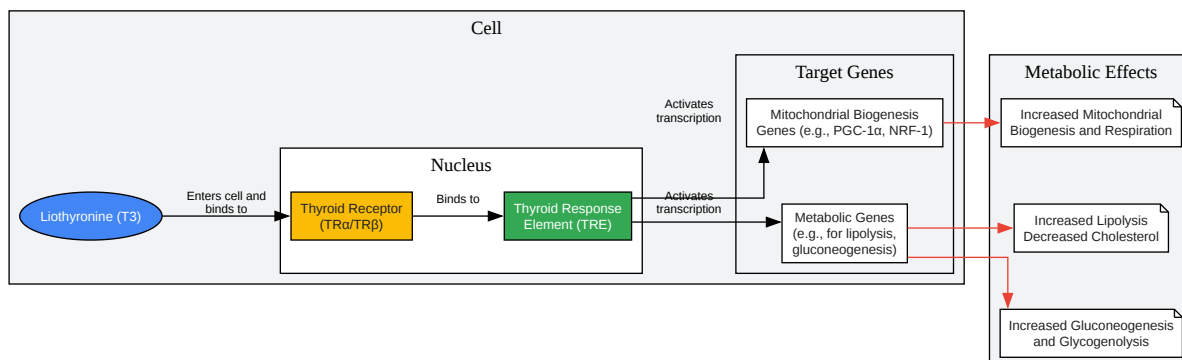 Cell
Target Genes
Metabolic Effects
Activates
transcription
Mitochondrial Biogenesis
Genes (e.g., PGC-1α, NRF-1)
Increased Mitochondrial
Biogenesis and Respiration
Nucleus
Liothyronine (T3)
Enters cell and
binds to
Thyroid Receptor
(TRα/TRβ)
Binds to
Thyroid Response
Element (TRE)
Activates
transcription
Metabolic Genes
(e.g., for lipolysis,
gluconeogenesis)
Increased Lipolysis
Decreased Cholesterol
Increased Gluconeogenesis
and Glycogenolysis